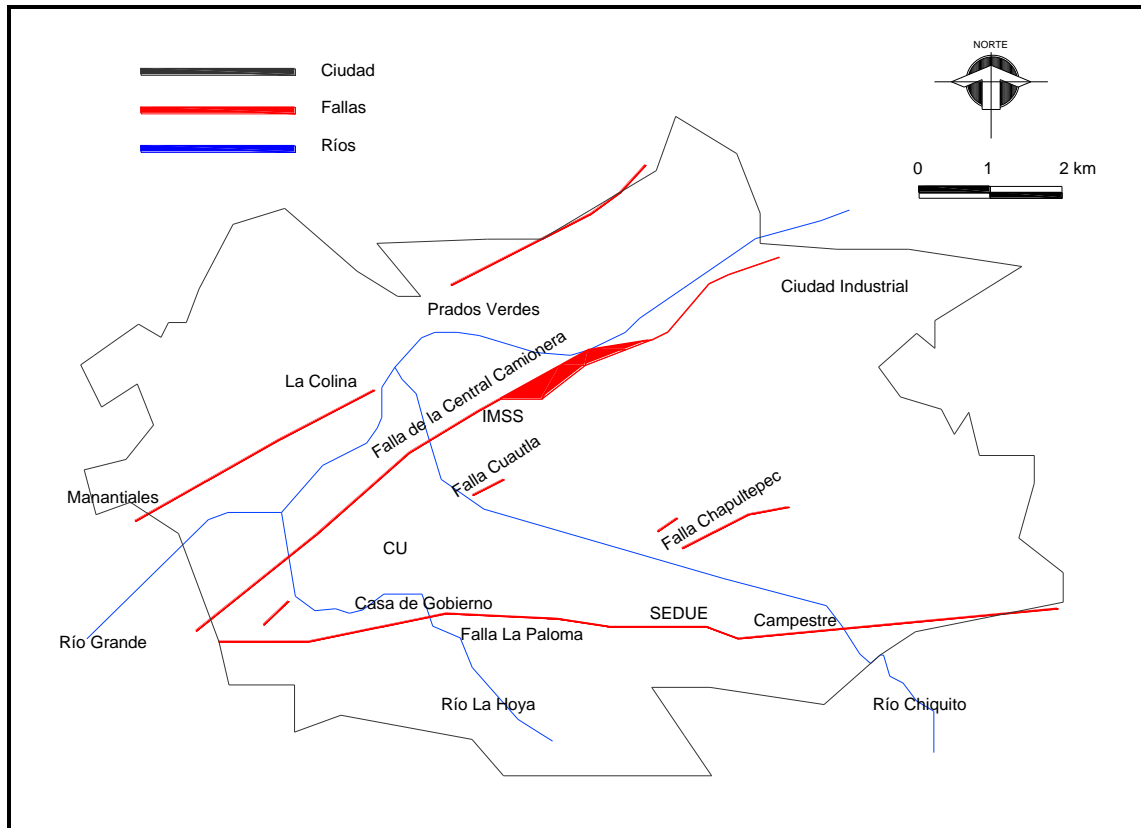 NORTE
Ciudad
Fallas
Ríos
0 1 2 km
Ciudad Industrial
Prados Verdes
La Colina
Falla de la Central Camionera
IMSS
Falla Cuautla
Manantiales
Falla Chapultepec
CU
Casa de Gobierno
SEDUE
Campestre
Falla La Paloma
Río Grande
Río La Hoya
Río Chiquito